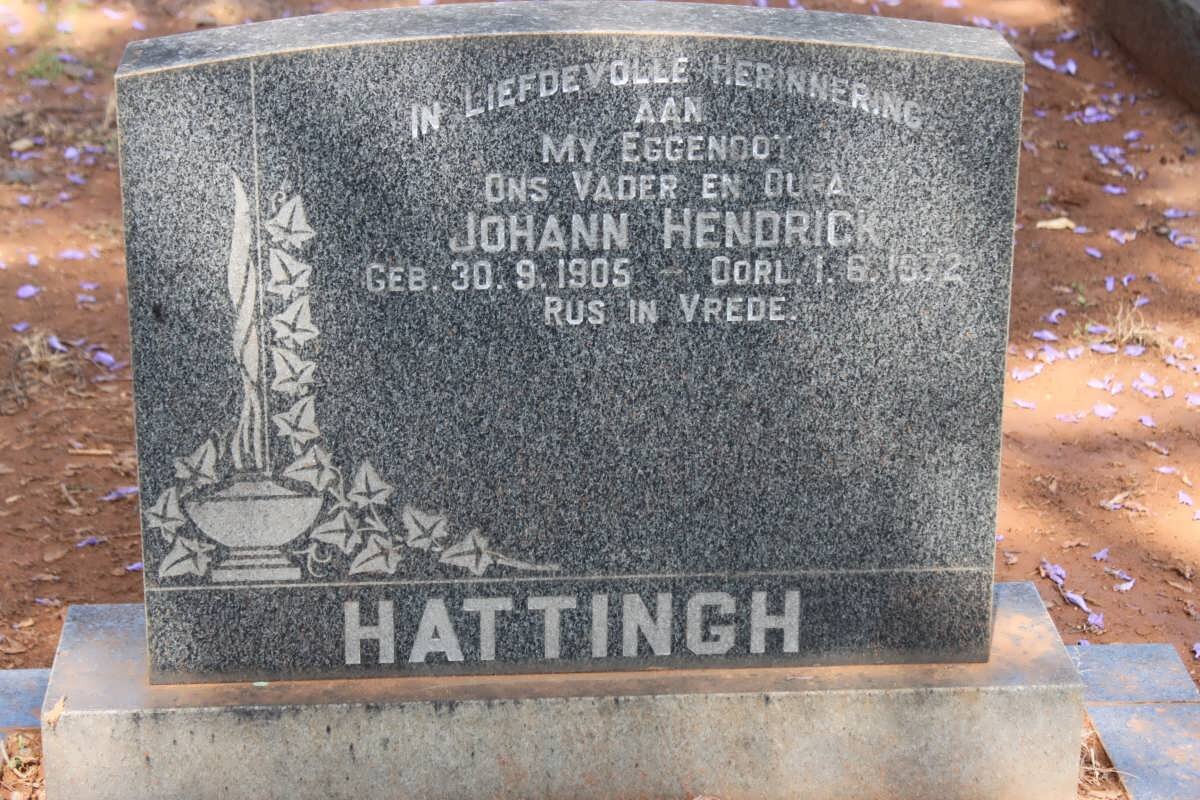 IN LIEFDEVOLLE HERINNERING
AAN
MY EGGENOOT
ONS VADER EN OUPA
JOHANN HENDRICK
GEB. 30. 9. 1905 - OORL. 1. 6. 1972
RUS IN VREDE.
HATTINGH